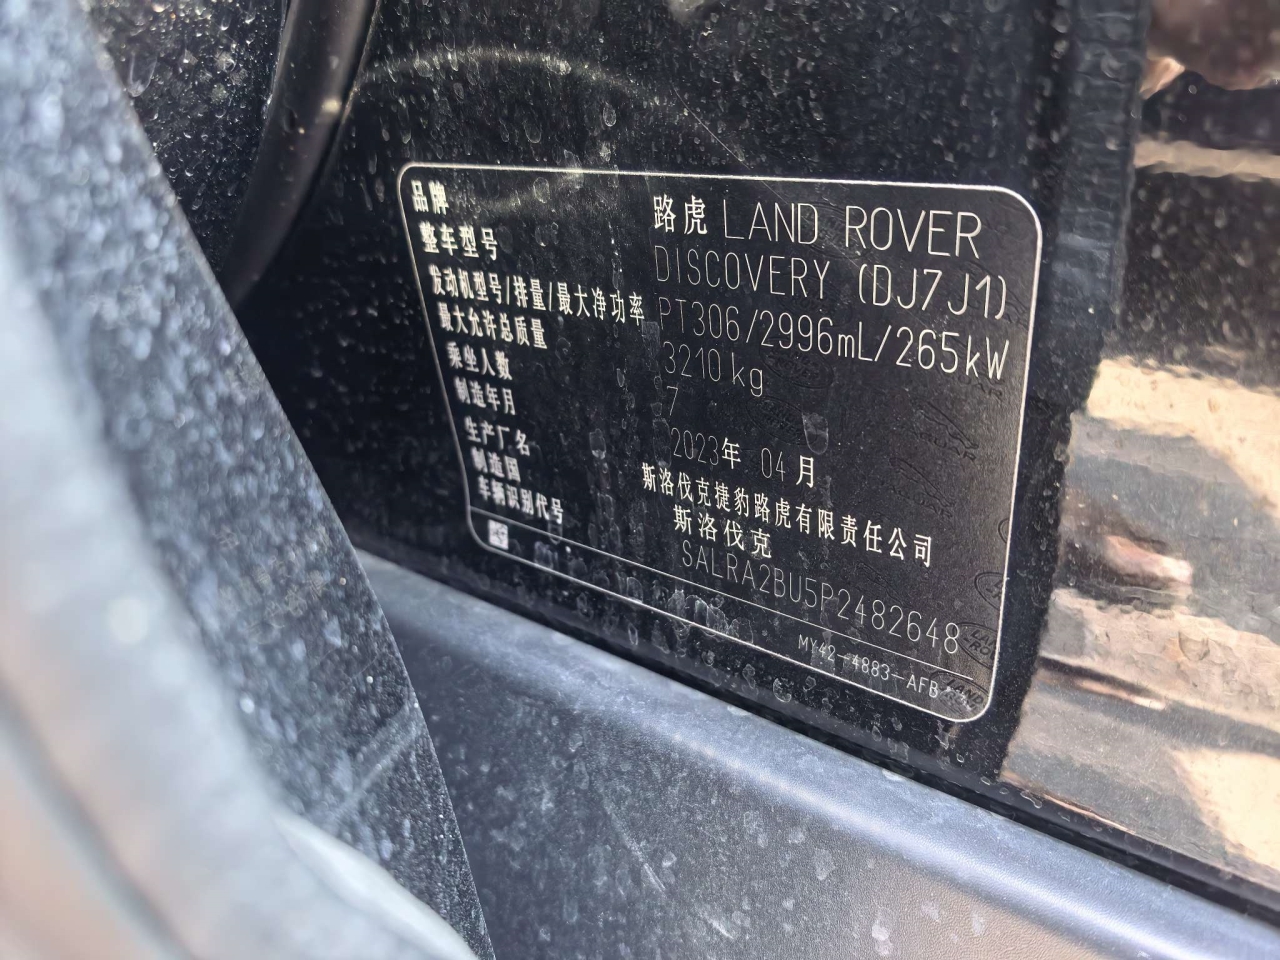 品牌 路虎 LAND ROVER
整车型号 DISCOVERY (DJ7J1)
发动机型号/排量/最大净功率 PT306/2996mL/265kW
最大允许总质量 3210 kg
乘坐人数 7
制造年月 2023年 04月
生产厂名 斯洛伐克捷豹路虎有限责任公司
制造国 斯洛伐克
车辆识别代号 SALRA2BU5P2482648
MY42-4883-AFB